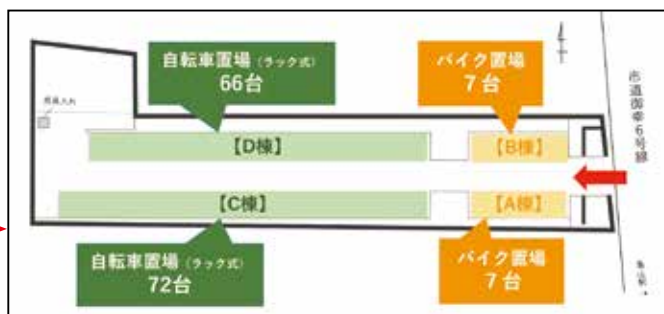 自転車置場（ラック式）
66台
バイク置場
7台
【D棟】
【B棟】
市道御幸6号線
【C棟】
【A棟】
自転車置場（ラック式）
72台
バイク置場
7台